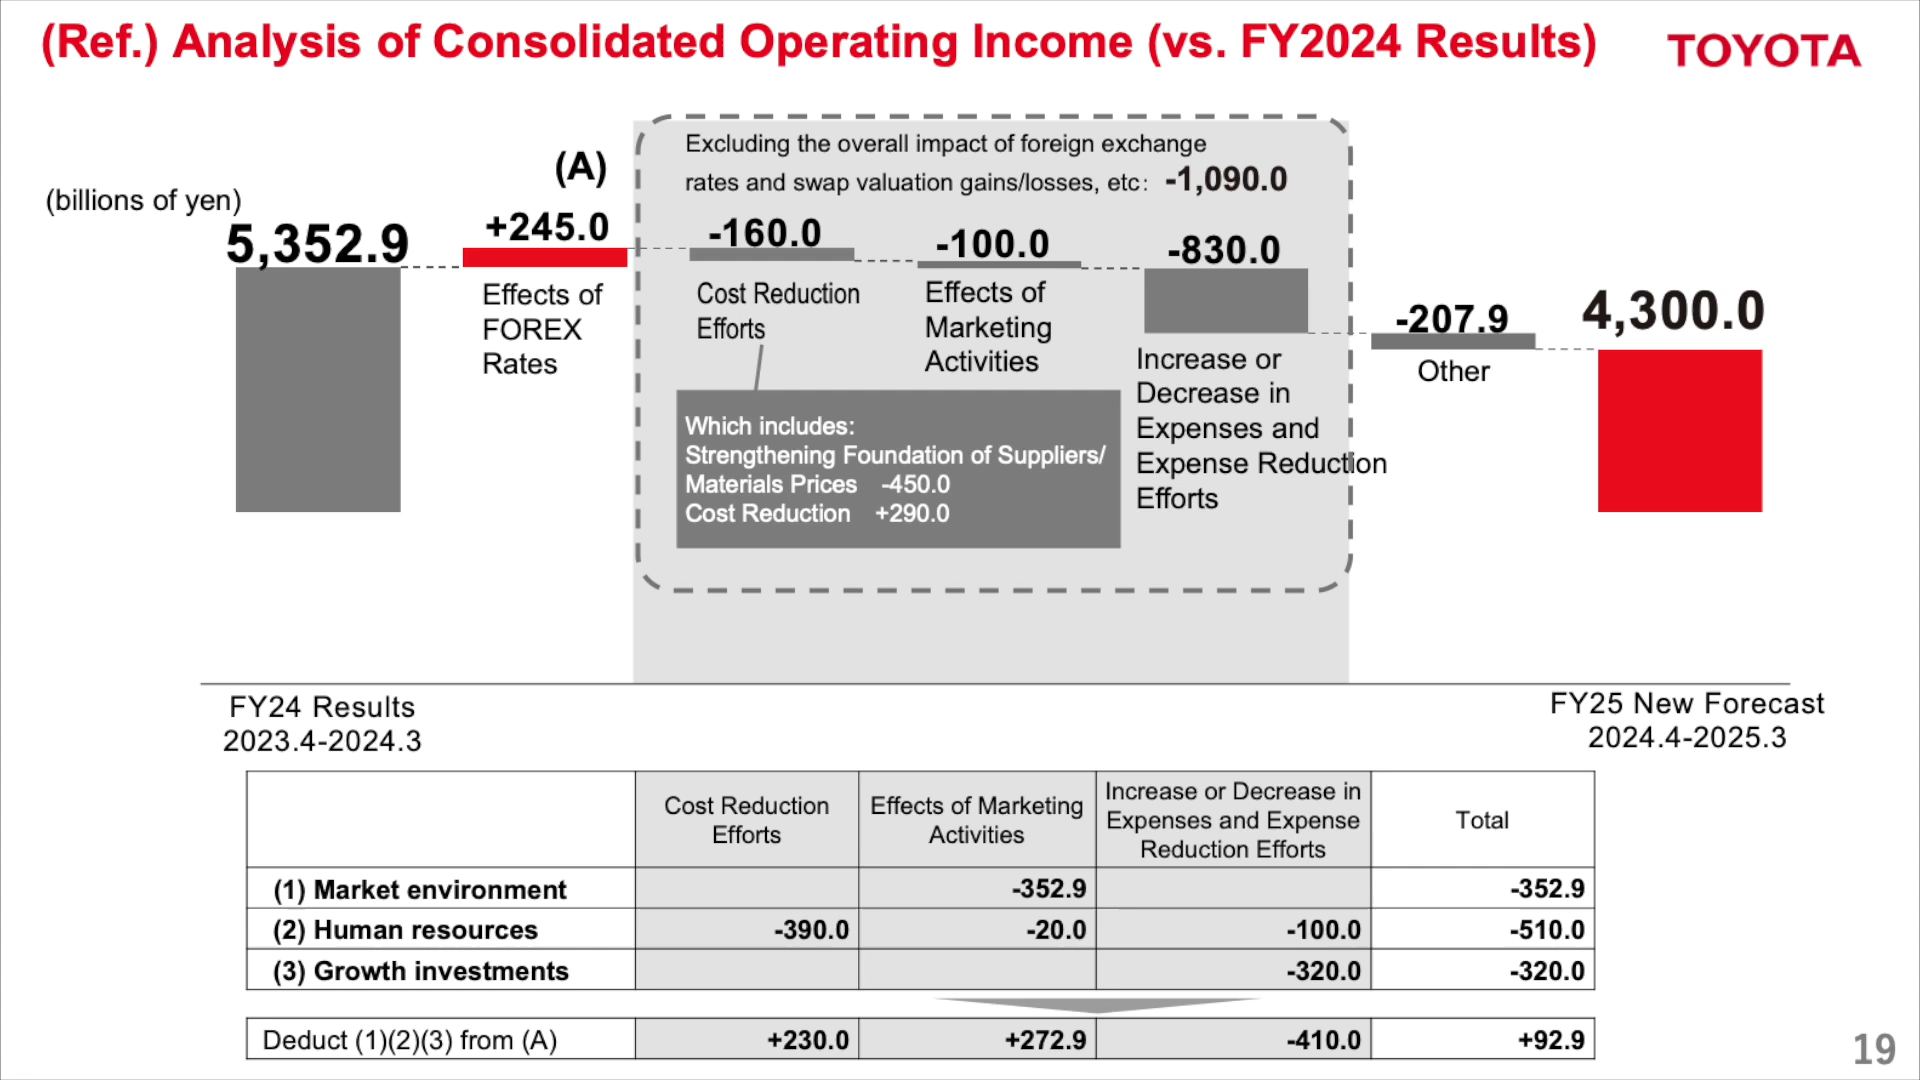 (Ref.) Analysis of Consolidated Operating Income (vs. FY2024 Results)
TOYOTA
(billions of yen)
5,352.9
(A)
+245.0
Effects of
FOREX
Rates
Excluding the overall impact of foreign exchange
rates and swap valuation gains/losses, etc: -1,090.0
-160.0
Cost Reduction
Efforts
-100.0
Effects of
Marketing
Activities
-830.0
Increase or
Decrease in
Expenses and
Expense Reduction
Efforts
Which includes:
Strengthening Foundation of Suppliers/
Materials Prices -450.0
Cost Reduction +290.0
-207.9
Other
4,300.0
FY24 Results
2023.4-2024.3
FY25 New Forecast
2024.4-2025.3
Cost Reduction
Efforts
Effects of Marketing
Activities
Increase or Decrease in
Expenses and Expense
Reduction Efforts
Total
(1) Market environment -352.9 -352.9
(2) Human resources -390.0 -20.0 -100.0 -510.0
(3) Growth investments -320.0 -320.0
Deduct (1)(2)(3) from (A) +230.0 +272.9 -410.0 +92.9
19